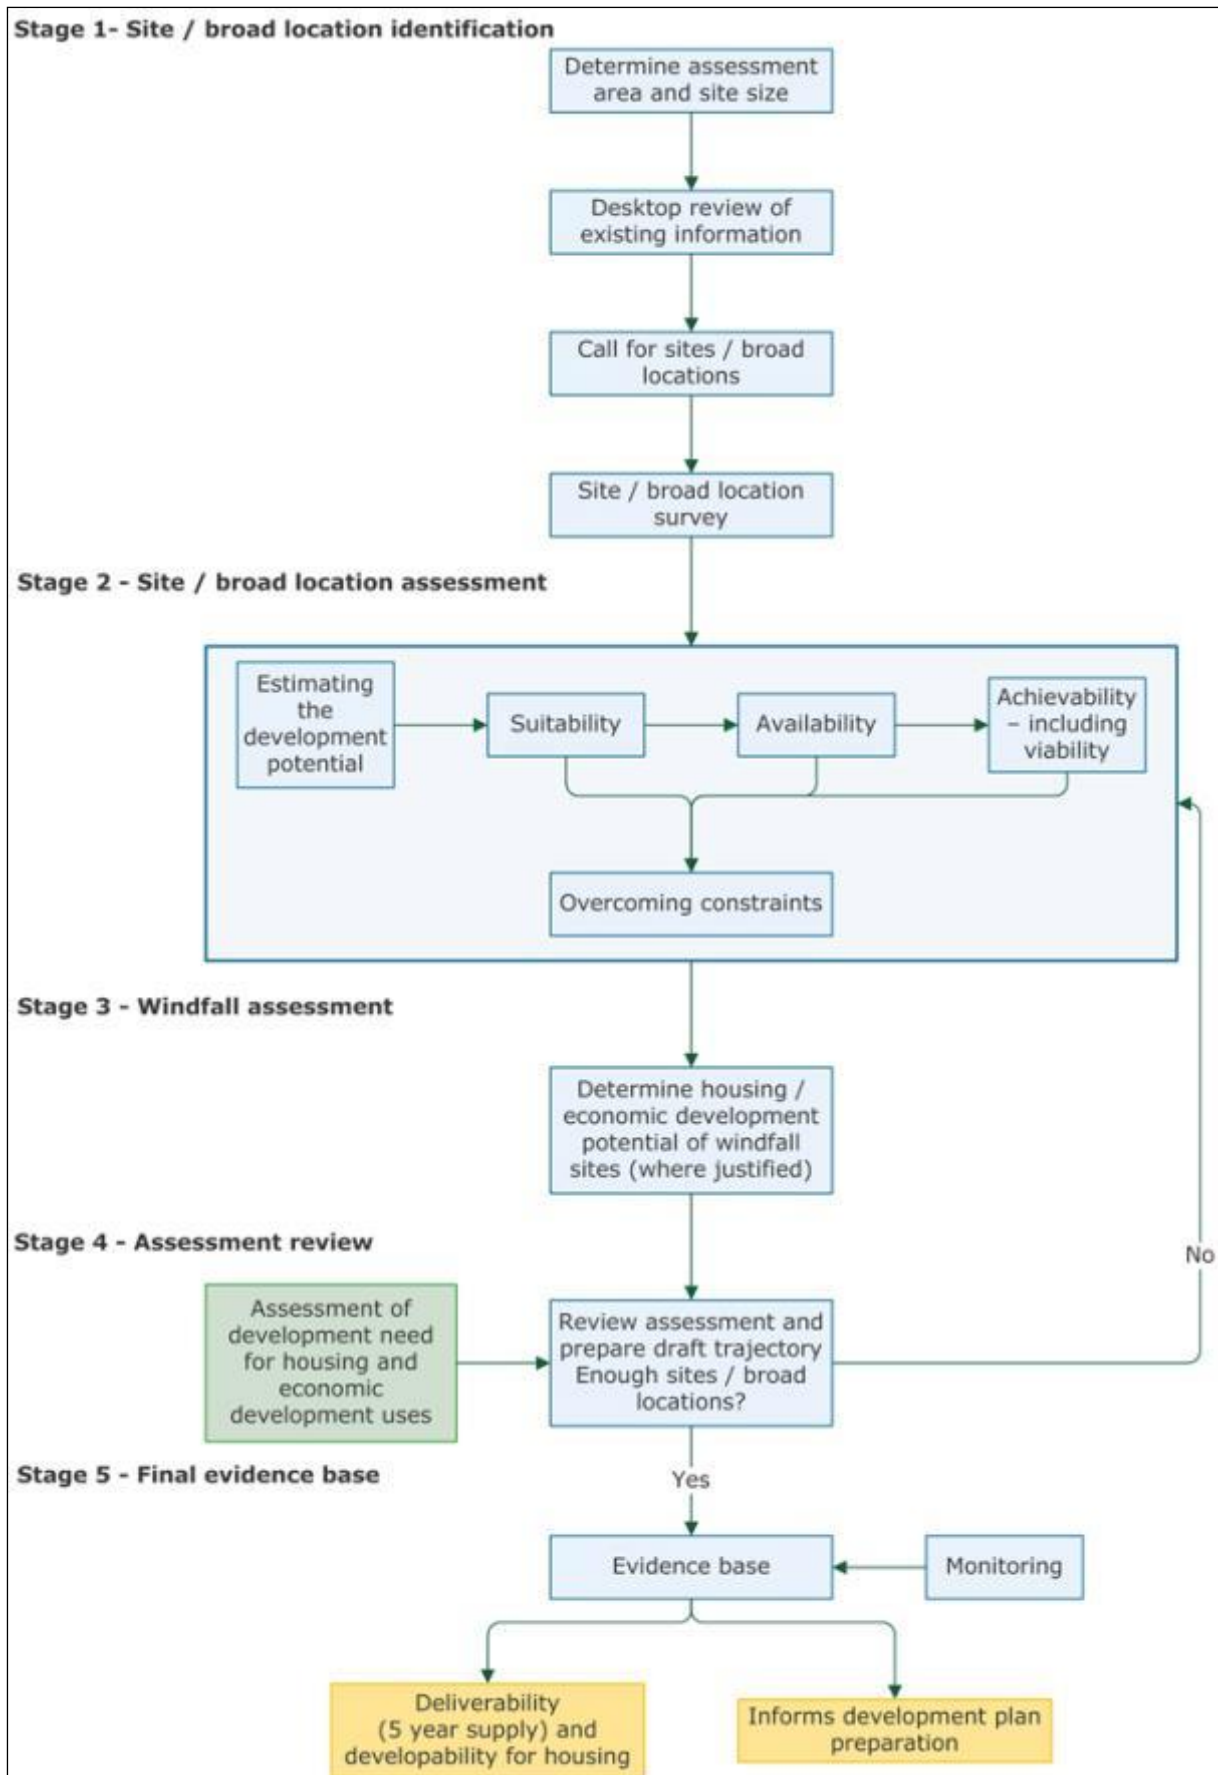 Stage 1- Site / broad location identification
Determine assessment
area and site size
Desktop review of
existing information
Call for sites / broad
locations
Site / broad location
survey
Stage 2 - Site / broad location assessment
Estimating
the
development
potential
Suitability
Availability
Achievability
– including
viability
Overcoming constraints
Stage 3 - Windfall assessment
Determine housing /
economic development
potential of windfall
sites (where justified)
Stage 4 - Assessment review
No
Assessment of
development need
for housing and
economic
development uses
Review assessment and
prepare draft trajectory
Enough sites / broad
locations?
Stage 5 - Final evidence base
Yes
Evidence base
Monitoring
Deliverability
(5 year supply) and
developability for housing
Informs development plan
preparation